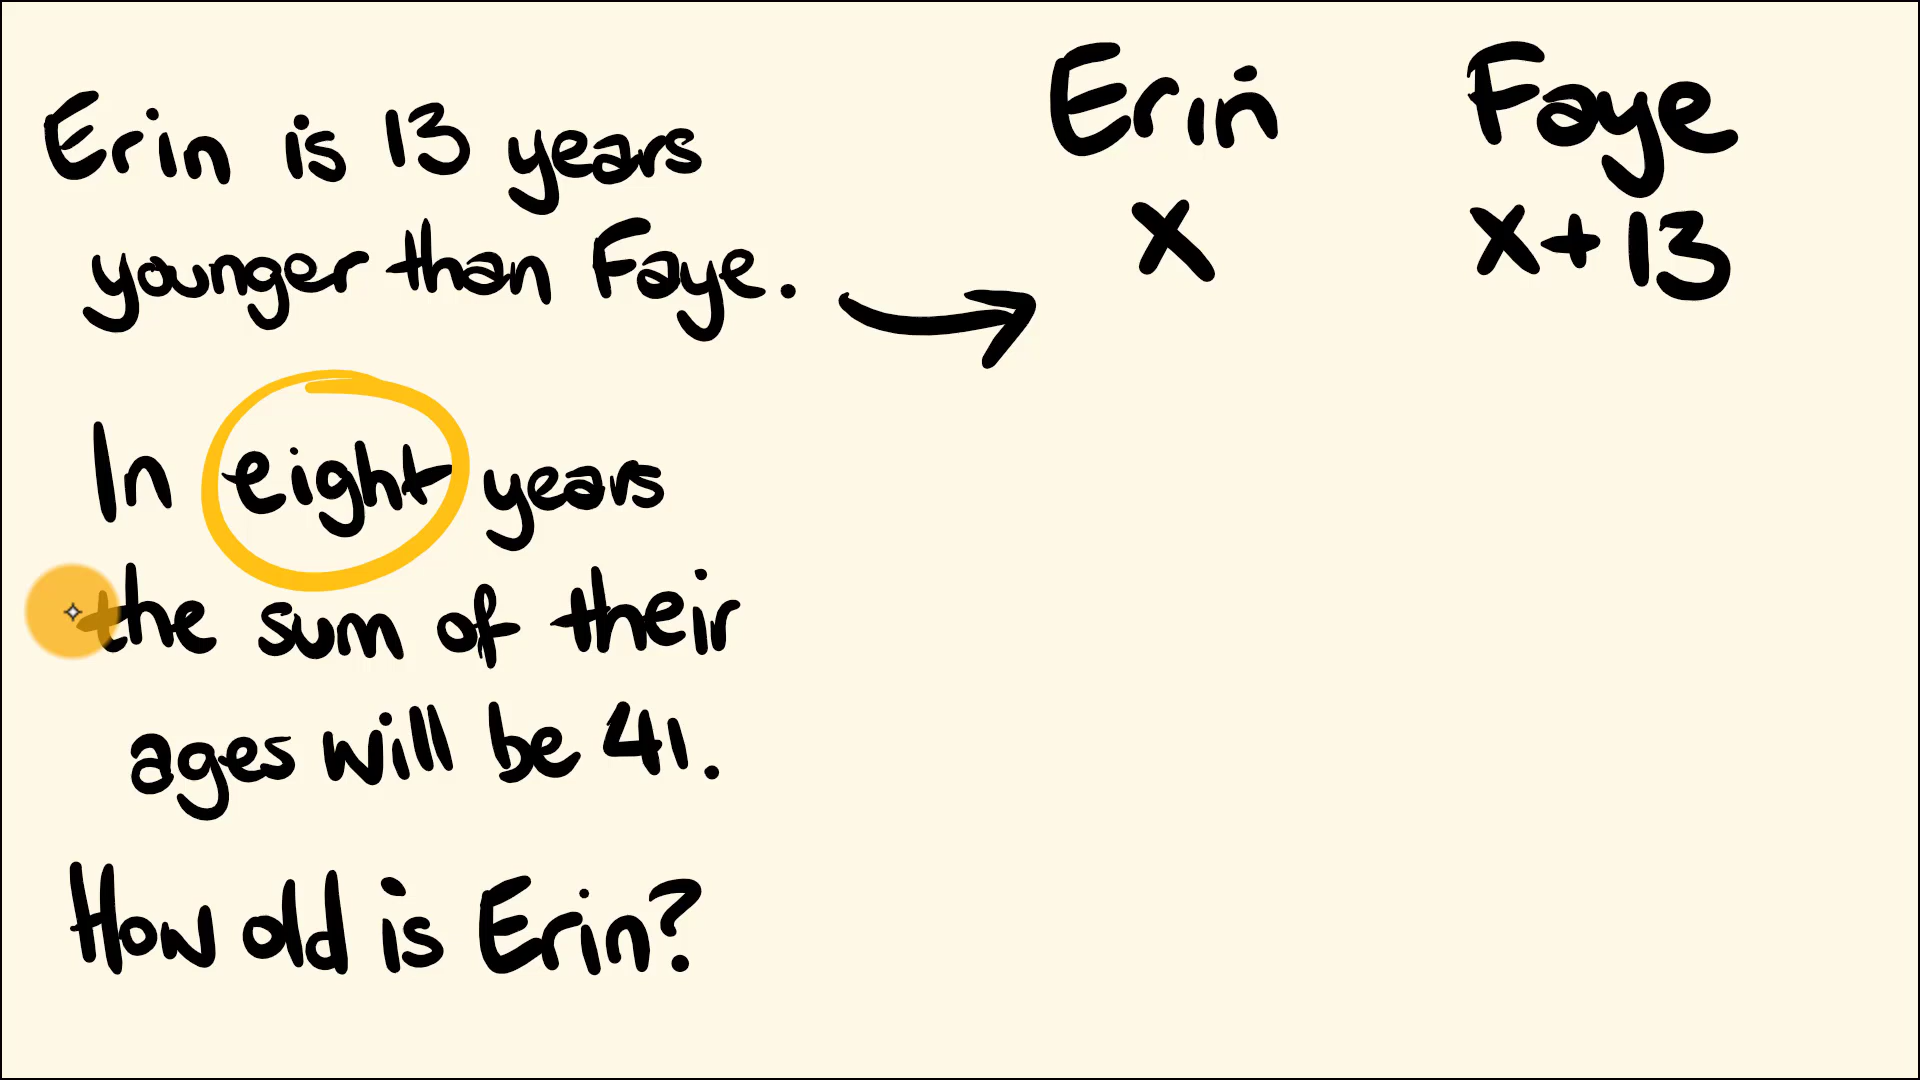 Erin is 13 years
younger than Faye.
In eight years
the sum of their
ages will be 41.
How old is Erin?
Erin Faye
x x+13